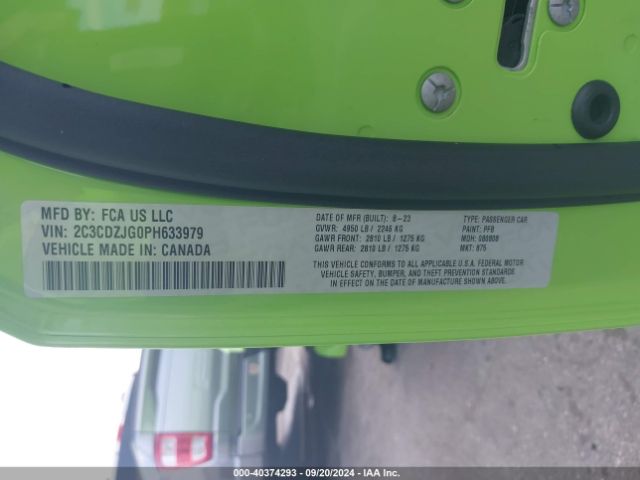 MFD BY: FCA US LLC
VIN: 2C3CDZJG0PH633979
VEHICLE MADE IN: CANADA
DATE OF MFR (BUILT): 8-23
GVWR: 4950 LB / 2245 KG
GAWR FRONT: 2810 LB / 1275 KG
GAWR REAR: 2810 LB / 1275 KG
TYPE: PASSENGER CAR
PAINT: PFB
MDH: 080808
MKT: 875
THIS VEHICLE CONFORMS TO ALL APPLICABLE U.S.A. FEDERAL MOTOR
VEHICLE SAFETY, BUMPER, AND THEFT PREVENTION STANDARDS
IN EFFECT ON THE DATE OF MANUFACTURE SHOWN ABOVE.
000-40374293 - 09/20/2024 - IAA Inc.